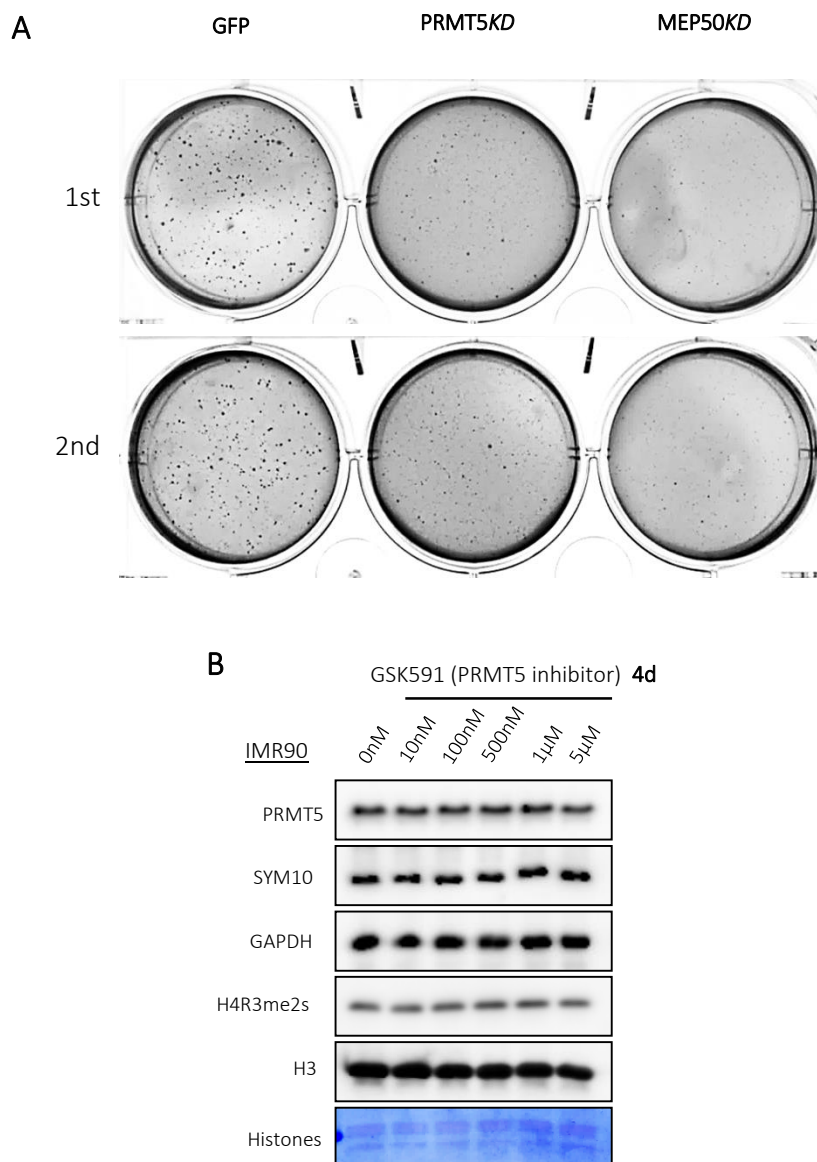 A
GFP PRMT5KD MEP50KD
1st
2nd
B
GSK591 (PRMT5 inhibitor) 4d
IMR90 0nM 10nM 100nM 500nM 1µM 5µM
PRMT5
SYM10
GAPDH
H4R3me2s
H3
Histones